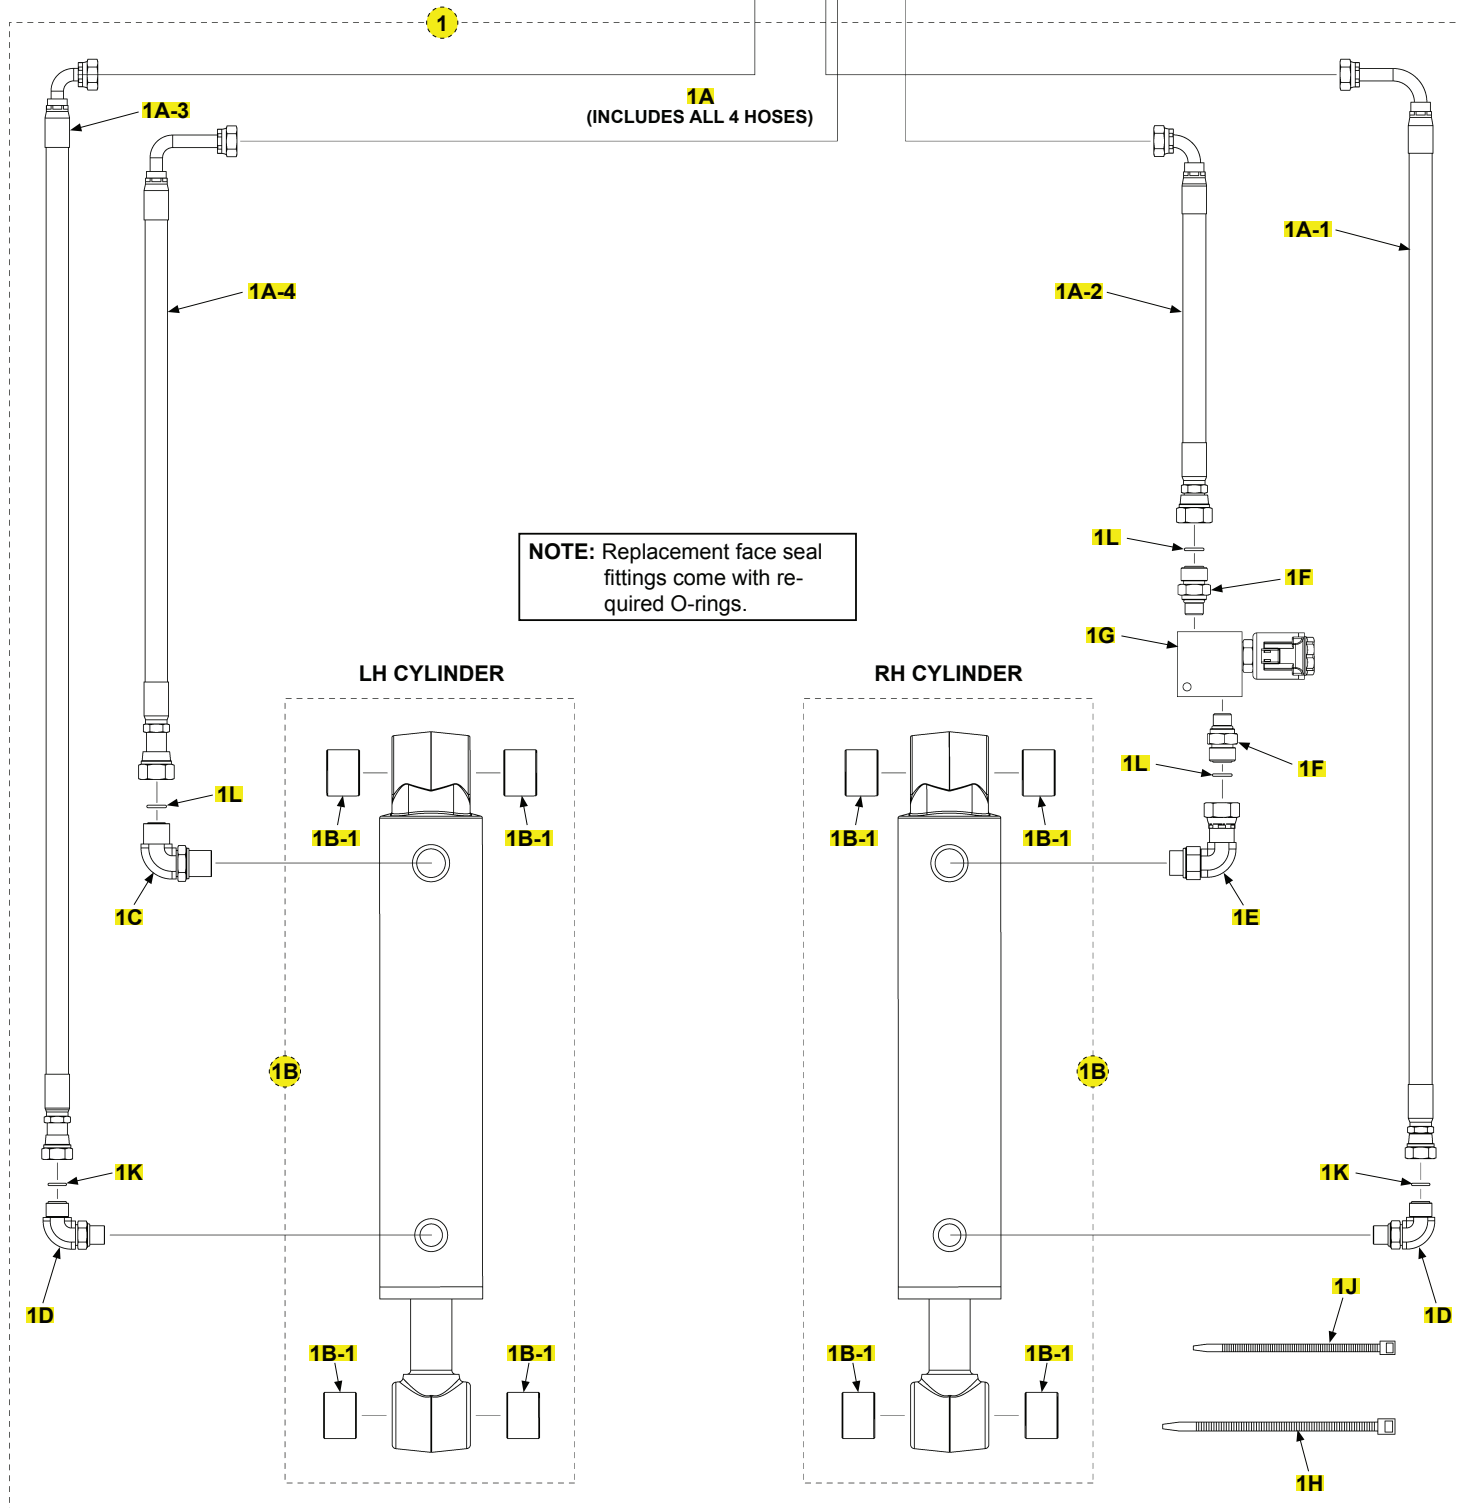 1
1A
(INCLUDES ALL 4 HOSES)
1A-3
1A-1
1A-4
1A-2
NOTE: Replacement face seal
fittings come with re-
quired O-rings.
1L
1F
1G
LH CYLINDER
RH CYLINDER
1L
1F
1L
1B-1
1B-1
1B-1
1B-1
1C
1E
1B
1B
1K
1K
1D
1J
1D
1B-1
1B-1
1B-1
1B-1
1H